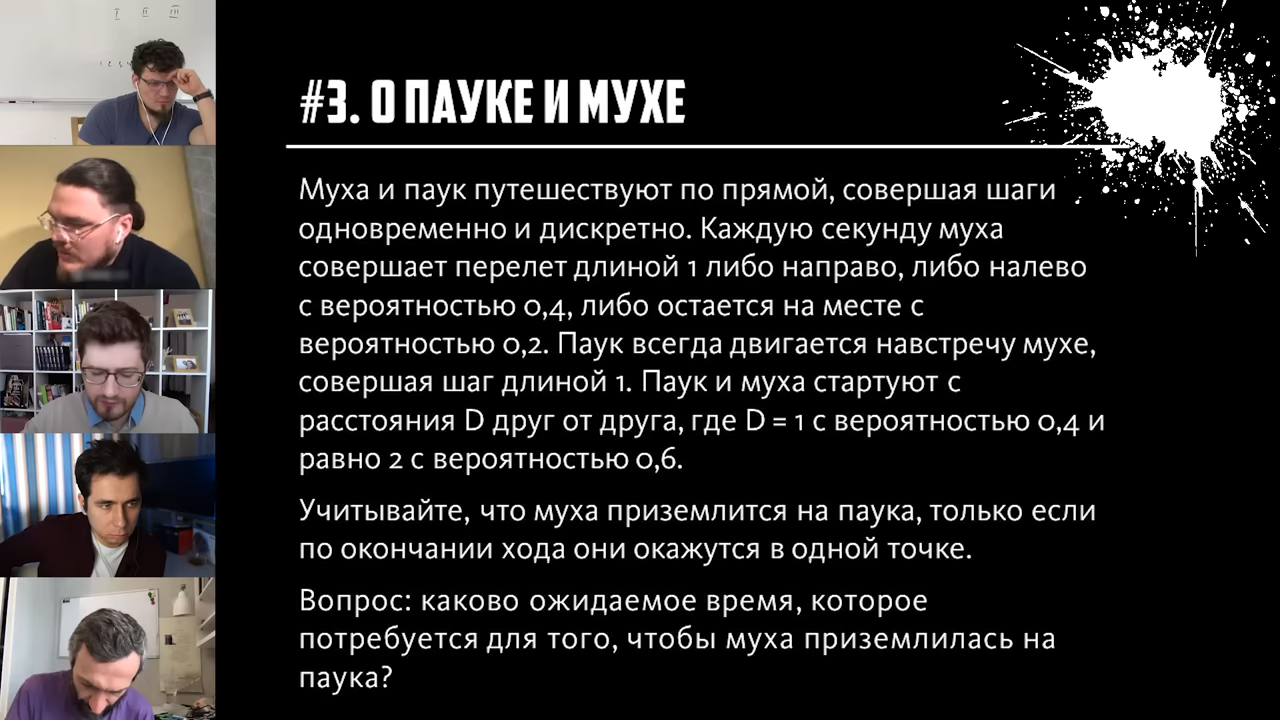 #3. О ПАУКЕ И МУХЕ
Муха и паук путешествуют по прямой, совершая шаги
одновременно и дискретно. Каждую секунду муха
совершает перелет длиной 1 либо направо, либо налево
с вероятностью 0,4, либо остается на месте с
вероятностью 0,2. Паук всегда двигается навстречу мухе,
совершая шаг длиной 1. Паук и муха стартуют с
расстояния D друг от друга, где D = 1 с вероятностью 0,4 и
равно 2 с вероятностью 0,6.
Учитывайте, что муха приземлится на паука, только если
по окончании хода они окажутся в одной точке.
Вопрос: каково ожидаемое время, которое
потребуется для того, чтобы муха приземлилась на
паука?